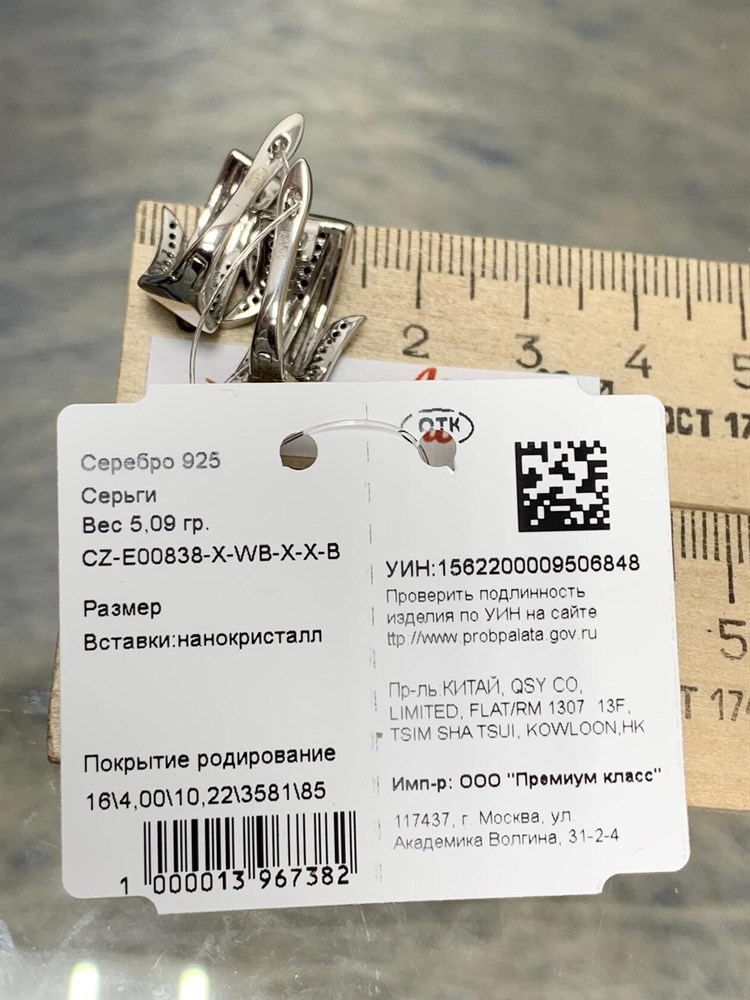 2 3 4 5
ОСТ 17
5
Т 174
Серебро 925
Серьги
Вес 5,09 гр.
CZ-E00838-X-WB-X-X-B
Размер
Вставки:нанокристалл
Покрытие родирование
16\4,00\10,22\3581\85
1 000013 967382
ОТК
УИН:1562200009506848
Проверить подлинность
изделия по УИН на сайте
ttp://www.probpalata.gov.ru
Пр-ль:КИТАЙ, QSY CO,
LIMITED, FLAT/RM 1307 13F,
TSIM SHA TSUI, KOWLOON,HK
Имп-р: ООО "Премиум класс"
117437, г. Москва, ул.
Академика Волгина, 31-2-4